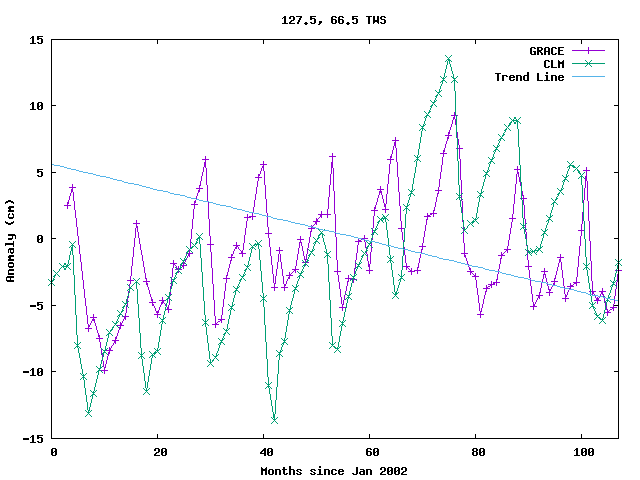 127.5, 66.5 TWS
GRACE
CLM
Trend Line
15
10
5
0
-5
-10
-15
Anomaly (cm)
0 20 40 60 80 100
Months since Jan 2002